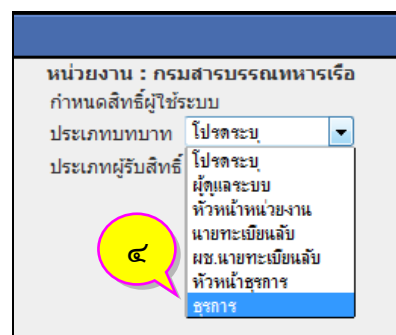 หน่วยงาน : กรมสารบรรณทหารเรือ
กำหนดสิทธิ์ผู้ใช้ระบบ
ประเภทบทบาท โปรดระบุ
ประเภทผู้รับสิทธิ์ โปรดระบุ
ผู้ดูแลระบบ
หัวหน้าหน่วยงาน
นายทะเบียนลับ
ผช.นายทะเบียนลับ
หัวหน้าธุรการ
ธุรการ
๔